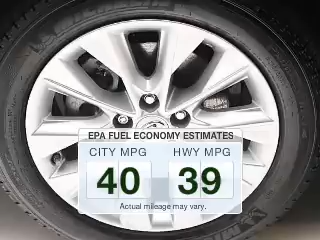 EPA FUEL ECONOMY ESTIMATES
CITY MPG HWY MPG
40 39
Actual mileage may vary.